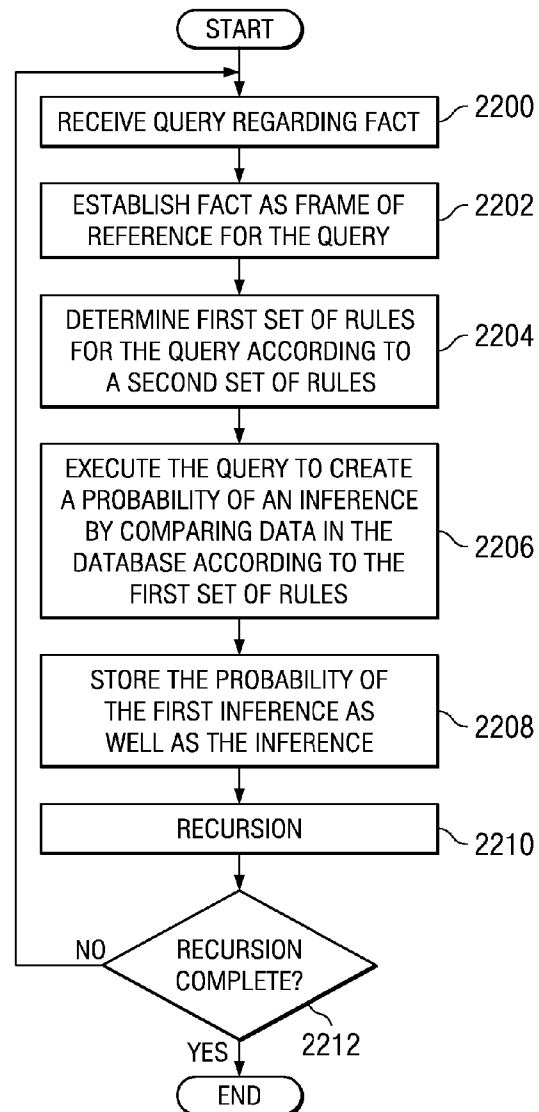 START
RECEIVE QUERY REGARDING FACT
2200
ESTABLISH FACT AS FRAME OF
REFERENCE FOR THE QUERY
2202
DETERMINE FIRST SET OF RULES
FOR THE QUERY ACCORDING TO
A SECOND SET OF RULES
2204
EXECUTE THE QUERY TO CREATE
A PROBABILITY OF AN INFERENCE
BY COMPARING DATA IN THE
DATABASE ACCORDING TO THE
FIRST SET OF RULES
2206
STORE THE PROBABILITY OF
THE FIRST INFERENCE AS
WELL AS THE INFERENCE
2208
RECURSION
2210
NO
RECURSION
COMPLETE?
2212
YES
END